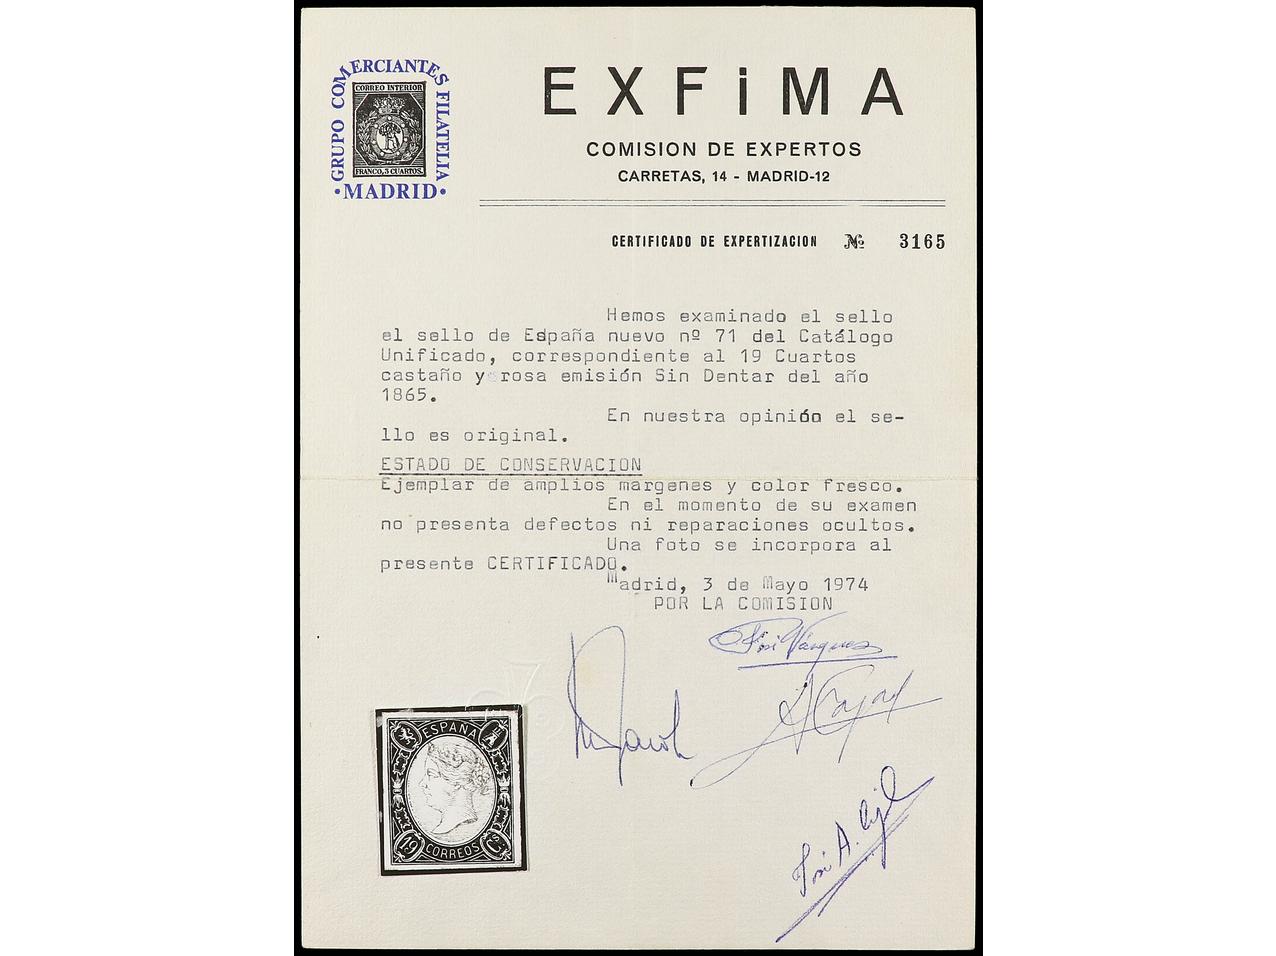 GRUPO COMERCIANTES FILATELIA
• MADRID •
CORREO INTERIOR
FRANCO, 3 CUARTOS.
EXFiMA
COMISION DE EXPERTOS
CARRETAS, 14 - MADRID-12
CERTIFICADO DE EXPERTIZACION Nº 3165
Hemos examinado el sello
el sello de España nuevo nº 71 del Catálogo
Unificado, correspondiente al 19 Cuartos
castaño y rosa emisión Sin Dentar del año
1865.
En nuestra opinión el se-
llo es original.
ESTADO DE CONSERVACION
Ejemplar de amplios margenes y color fresco.
En el momento de su examen
no presenta defectos ni reparaciones ocultos.
Una foto se incorpora al
presente CERTIFICADO.
Madrid, 3 de Mayo 1974
POR LA COMISION
José Vázquez
ESPAÑA
19 CORREOS Cs
José A.